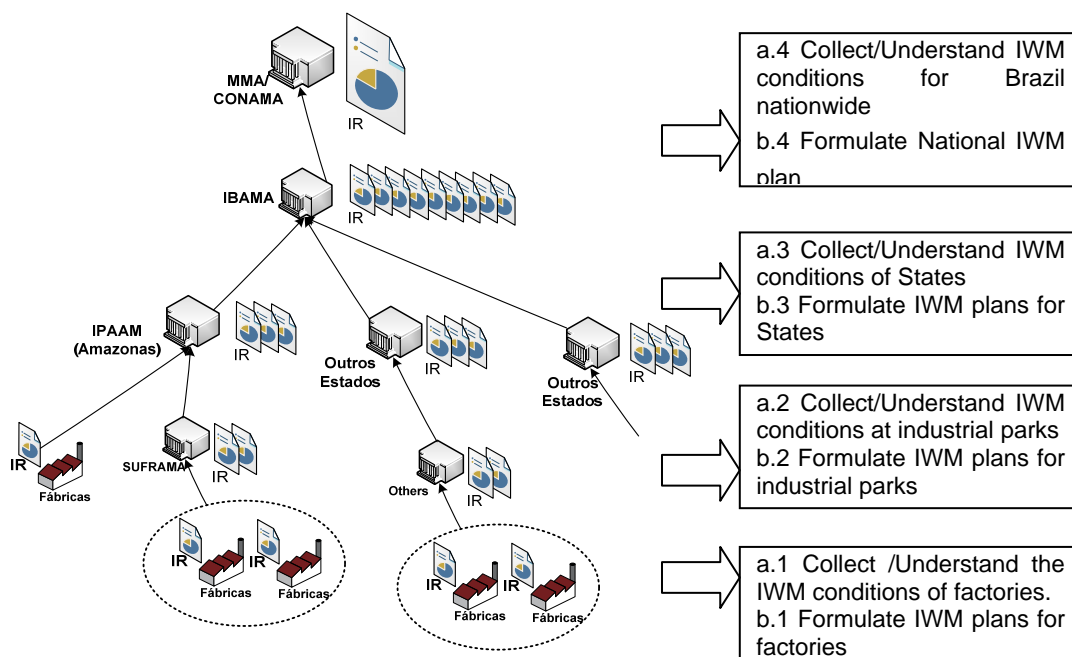 MMA/
CONAMA
IR
a.4 Collect/Understand IWM
conditions for Brazil
nationwide
b.4 Formulate National IWM
plan
IBAMA
IR
a.3 Collect/Understand IWM
conditions of States
b.3 Formulate IWM plans for
States
IPAAM
(Amazonas)
IR
Outros
Estados
IR
Outros
Estados
IR
a.2 Collect/Understand IWM
conditions at industrial parks
b.2 Formulate IWM plans for
industrial parks
IR
Fábricas
SUFRAMA
IR
Others
IR
a.1 Collect /Understand the
IWM conditions of factories.
b.1 Formulate IWM plans for
factories
IR
Fábricas
IR
Fábricas
IR
Fábricas
IR
Fábricas